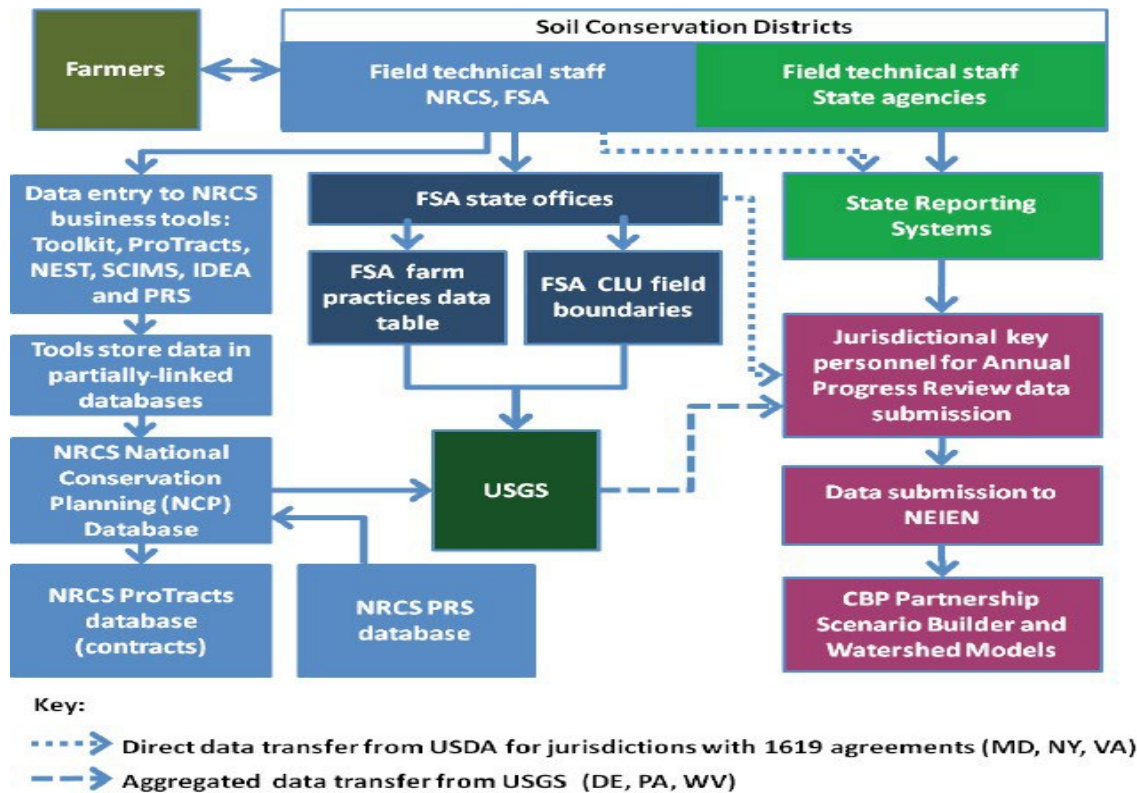 Soil Conservation Districts
Farmers
Field technical staff
NRCS, FSA
Field technical staff
State agencies
Data entry to NRCS
business tools:
Toolkit, ProTracts,
NEST, SCIMS, IDEA
and PRS
FSA state offices
State Reporting
Systems
FSA farm
practices data
table
FSA CLU field
boundaries
Tools store data in
partially-linked
databases
Jurisdictional key
personnel for Annual
Progress Review data
submission
NRCS National
Conservation
Planning (NCP)
Database
USGS
Data submission to
NEIEN
NRCS ProTracts
database
(contracts)
NRCS PRS
database
CBP Partnership
Scenario Builder and
Watershed Models
Key:
Direct data transfer from USDA for jurisdictions with 1619 agreements (MD, NY, VA)
Aggregated data transfer from USGS (DE, PA, WV)